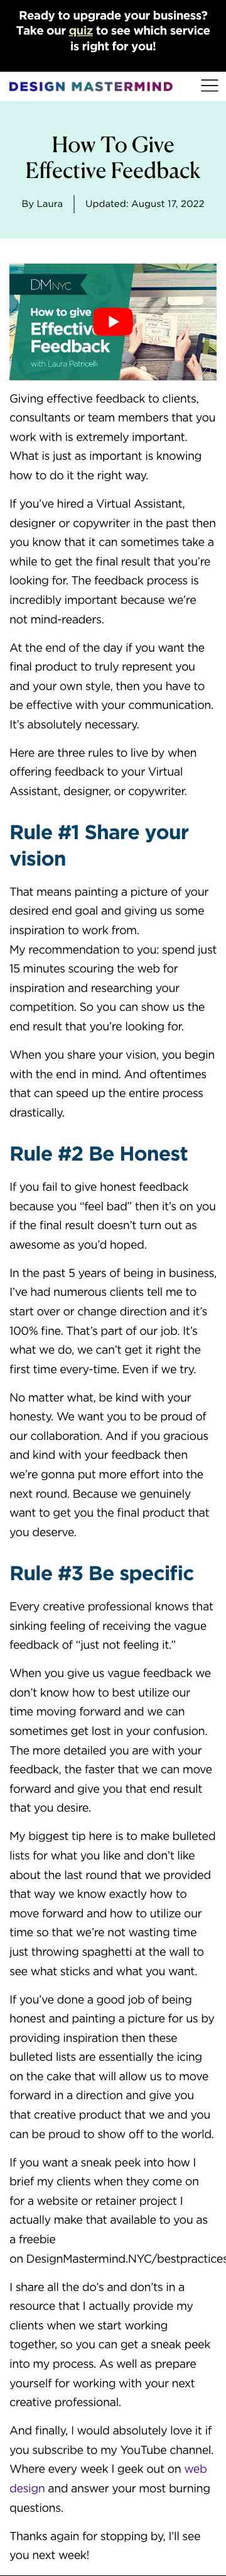 Ready to upgrade your business?
Take our quiz to see which service
is right for you!
DESIGN MASTERMIND
How To Give
Effective Feedback
By Laura
Updated: August 17, 2022
DMNYC
How to give
Effectiv
Feedback
with Laura Patricelli
Giving effective feedback to clients,
consultants or team members that you
work with is extremely important.
What is just as important is knowing
how to do it the right way.
If you've hired a Virtual Assistant,
designer or copywriter in the past then
you know that it can sometimes take a
while to get the final result that you're
looking for. The feedback process is
incredibly important because we're
not mind-readers.
At the end of the day if you want the
final product to truly represent you
and your own style, then you have to
be effective with your communication.
It's absolutely necessary.
Here are three rules to live by when
offering feedback to your Virtual
Assistant, designer, or copywriter.
Rule #1 Share your
vision
That means painting a picture of your
desired end goal and giving us some
inspiration to work from.
My recommendation to you: spend just
15 minutes scouring the web for
inspiration and researching your
competition. So you can show us the
end result that you're looking for.
When you share your vision, you begin
with the end in mind. And oftentimes
that can speed up the entire process
drastically.
Rule #2 Be Honest
If you fail to give honest feedback
because you “feel bad” then it's on you
if the final result doesn't turn out as
awesome as you'd hoped.
In the past 5 years of being in business,
I've had numerous clients tell me to
start over or change direction and it's
100% fine. That's part of our job. It's
what we do, we can't get it right the
first time every-time. Even if we try.
No matter what, be kind with your
honesty. We want you to be proud of
our collaboration. And if you gracious
and kind with your feedback then
we're gonna put more effort into the
next round. Because we genuinely
want to get you the final product that
you deserve.
Rule #3 Be specific
Every creative professional knows that
sinking feeling of receiving the vague
feedback of “just not feeling it.”
When you give us vague feedback we
don't know how to best utilize our
time moving forward and we can
sometimes get lost in your confusion.
The more detailed you are with your
feedback, the faster that we can move
forward and give you that end result
that you desire.
My biggest tip here is to make bulleted
lists for what you like and don't like
about the last round that we provided
that way we know exactly how to
move forward and how to utilize our
time so that we're not wasting time
just throwing spaghetti at the wall to
see what sticks and what you want.
If you've done a good job of being
honest and painting a picture for us by
providing inspiration then these
bulleted lists are essentially the icing
on the cake that will allow us to move
forward in a direction and give you
that creative product that we and you
can be proud to show off to the world.
If you want a sneak peek into how I
brief my clients when they come on
for a website or retainer project I
actually make that available to you as
a freebie
on DesignMastermind.NYC/bestpractices
I share all the do's and don'ts in a
resource that I actually provide my
clients when we start working
together, so you can get a sneak peek
into my process. As well as prepare
yourself for working with your next
creative professional.
And finally, I would absolutely love it if
you subscribe to my YouTube channel.
Where every week I geek out on web
design and answer your most burning
questions.
Thanks again for stopping by, I'll see
you next week!